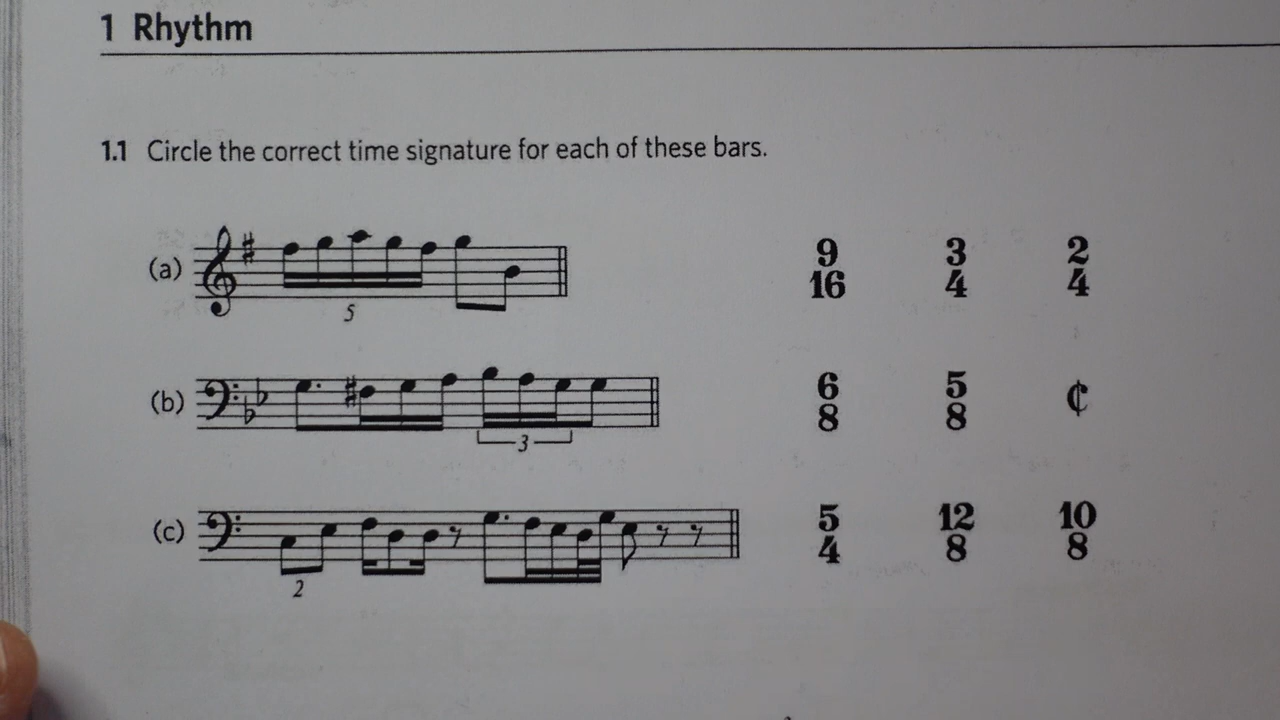 1 Rhythm
1.1 Circle the correct time signature for each of these bars.
(a) 5 9/16 3/4 2/4
(b) 3 6/8 5/8 ¢
(c) 2 5/4 12/8 10/8